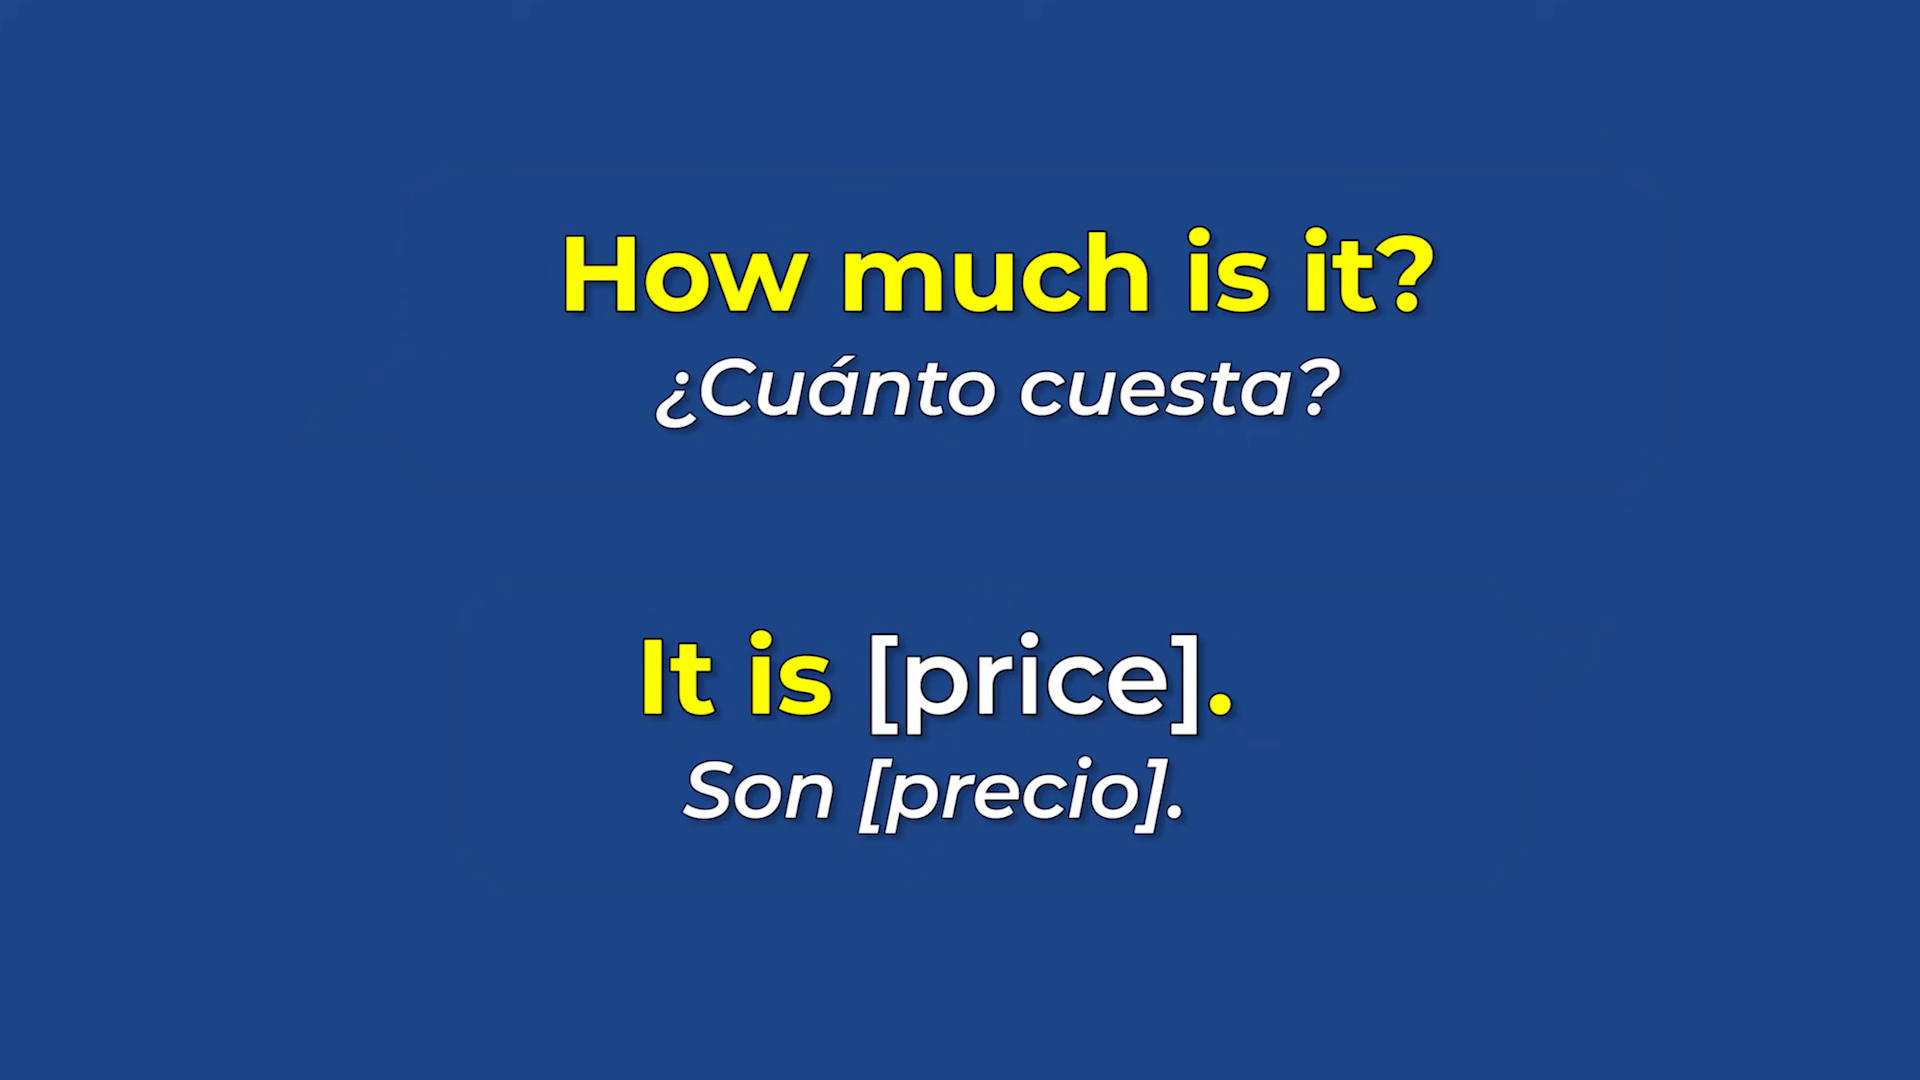 How much is it?
¿Cuánto cuesta?
It is [price].
Son [precio].